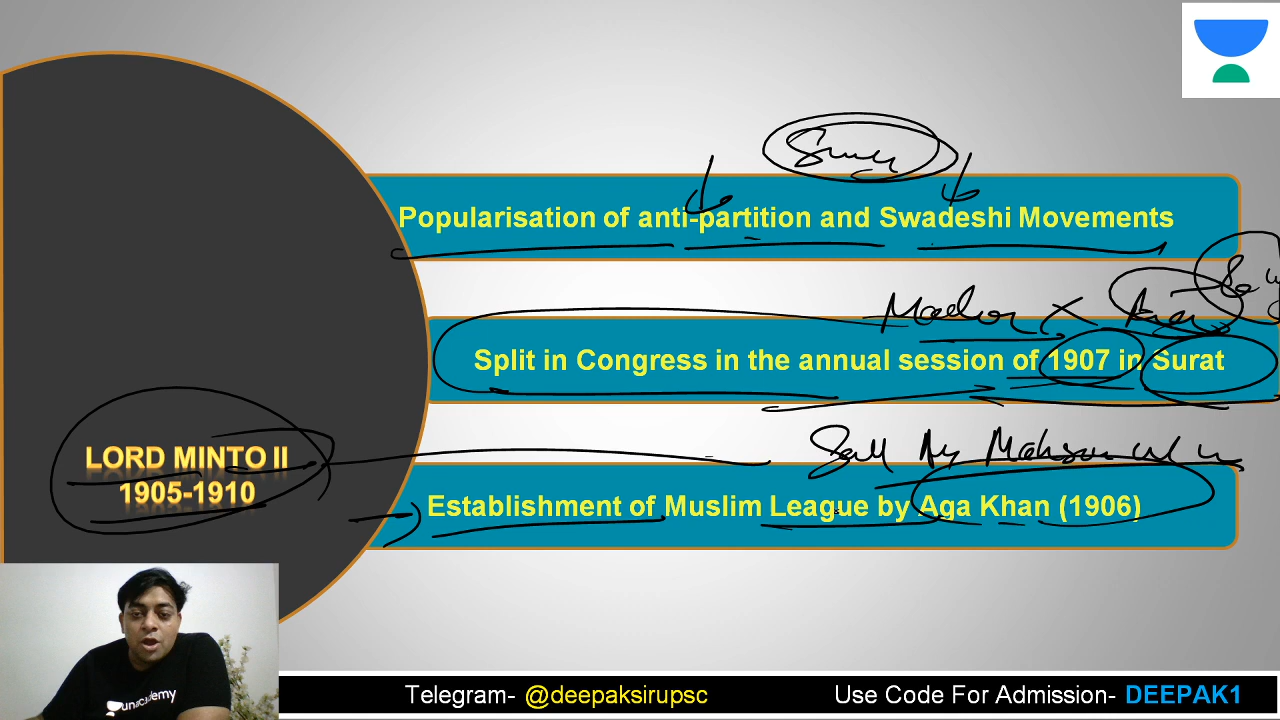 Popularisation of anti-partition and Swadeshi Movements
Split in Congress in the annual session of 1907 in Surat
LORD MINTO II
1905-1910
Establishment of Muslim League by Aga Khan (1906)
unacademy
Telegram- @deepaksirupsc
Use Code For Admission- DEEPAK1